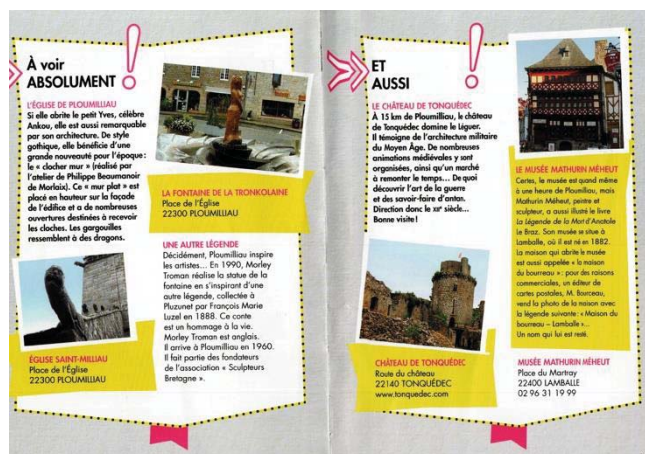 À voir
ABSOLUMENT !
L'ÉGLISE DE PLOUMILLIAU
Si elle abrite le petit Yves, célèbre
Ankou, elle est aussi remarquable
par son architecture. De style
gothique, elle bénéficie d'une
grande nouveauté pour l'époque :
le « clocher mur » (réalisé par
l'atelier de Philippe Beaumanoir
de Morlaix). Ce « mur plat » est
placé en hauteur sur la façade
de l'édifice et a de nombreuses
ouvertures destinées à recevoir
les cloches. Les gargouilles
ressemblent à des dragons.
ÉGLISE SAINT-MILLIAU
Place de l'Église
22300 PLOUMILLIAU
LA FONTAINE DE LA TRONKOLAINE
Place de l'Église
22300 PLOUMILLIAU
UNE AUTRE LÉGENDE
Décidément, Ploumilliau inspire
les artistes... En 1990, Morley
Troman réalise la statue de la
fontaine en s'inspirant d'une
autre légende, collectée à
Pluzunet par François Marie
Luzel en 1888. Ce conte
est un hommage à la vie.
Morley Troman est anglais.
Il arrive à Ploumilliau en 1960.
Il fait partie des fondateurs
de l'association « Sculpteurs
Bretagne ».
ET
AUSSI !
LE CHÂTEAU DE TONQUÉDEC
À 15 km de Ploumilliau, le château
de Tonquédec domine le Léguer.
Il témoigne de l'architecture militaire
du Moyen Âge. De nombreuses
animations médiévales y sont
organisées, ainsi qu'un marché
à remonter le temps... De quoi
découvrir l'art de la guerre
et des savoir-faire d'antan.
Direction donc le XIIe siècle...
Bonne visite !
CHÂTEAU DE TONQUÉDEC
Route du château
22140 TONQUÉDEC
www.tonquedec.com
LE MUSÉE MATHURIN MÉHEUT
Certes, le musée est quand même
à une heure de Ploumilliau, mais
Mathurin Méheut, peintre et
sculpteur, a aussi illustré le livre
La Légende de la Mort d'Anatole
Le Braz. Son musée se situe à
Lamballe, où il est né en 1882.
La maison qui abrite le musée
est aussi appelée « la maison
du bourreau » : pour des raisons
commerciales, un éditeur de
cartes postales, M. Bourceau,
vend la photo de la maison avec
la légende suivante : « Maison du
bourreau – Lamballe »...
Un nom qui lui est resté.
MUSÉE MATHURIN MÉHEUT
Place du Martray
22400 LAMBALLE
02 96 31 19 99